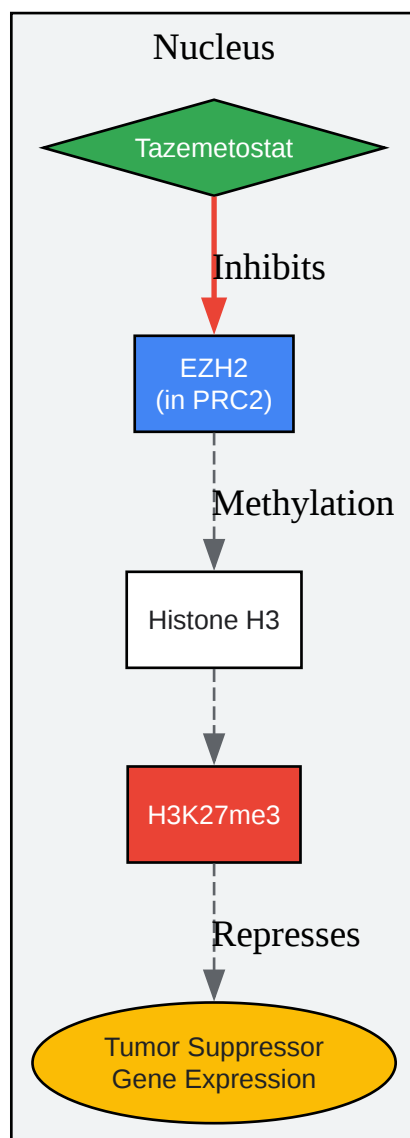 Nucleus
Tazemetostat
Inhibits
EZH2
(in PRC2)
Methylation
Histone H3
H3K27me3
Represses
Tumor Suppressor
Gene Expression